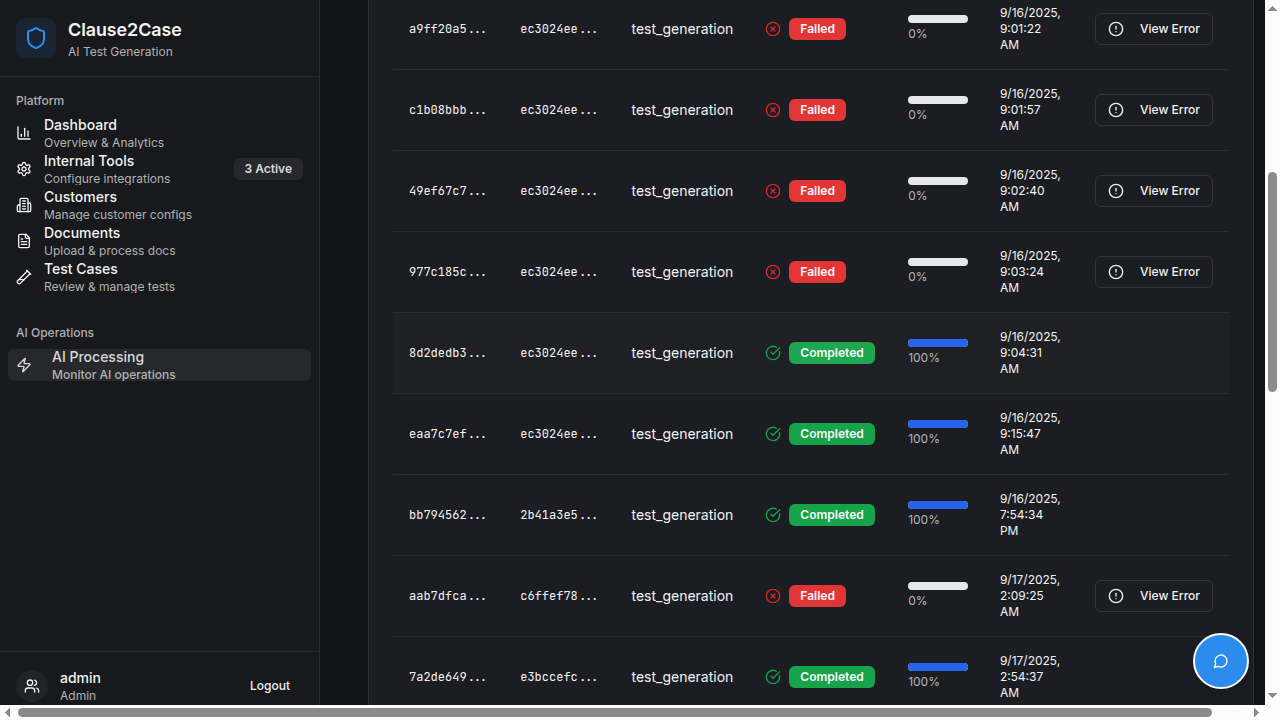 Clause2Case
AI Test Generation
Platform
Dashboard
Overview & Analytics
Internal Tools
Configure integrations
3 Active
Customers
Manage customer configs
Documents
Upload & process docs
Test Cases
Review & manage tests
AI Operations
AI Processing
Monitor AI operations
admin
Admin
Logout
a9ff20a5... ec3024ee... test_generation Failed 0% 9/16/2025, 9:01:22 AM View Error
c1b08bbb... ec3024ee... test_generation Failed 0% 9/16/2025, 9:01:57 AM View Error
49ef67c7... ec3024ee... test_generation Failed 0% 9/16/2025, 9:02:40 AM View Error
977c185c... ec3024ee... test_generation Failed 0% 9/16/2025, 9:03:24 AM View Error
8d2dedb3... ec3024ee... test_generation Completed 100% 9/16/2025, 9:04:31 AM
eaa7c7ef... ec3024ee... test_generation Completed 100% 9/16/2025, 9:15:47 AM
bb794562... 2b41a3e5... test_generation Completed 100% 9/16/2025, 7:54:34 PM
aab7dfca... c6ffef78... test_generation Failed 0% 9/17/2025, 2:09:25 AM View Error
7a2de649... e3bccefc... test_generation Completed 100% 9/17/2025, 2:54:37 AM